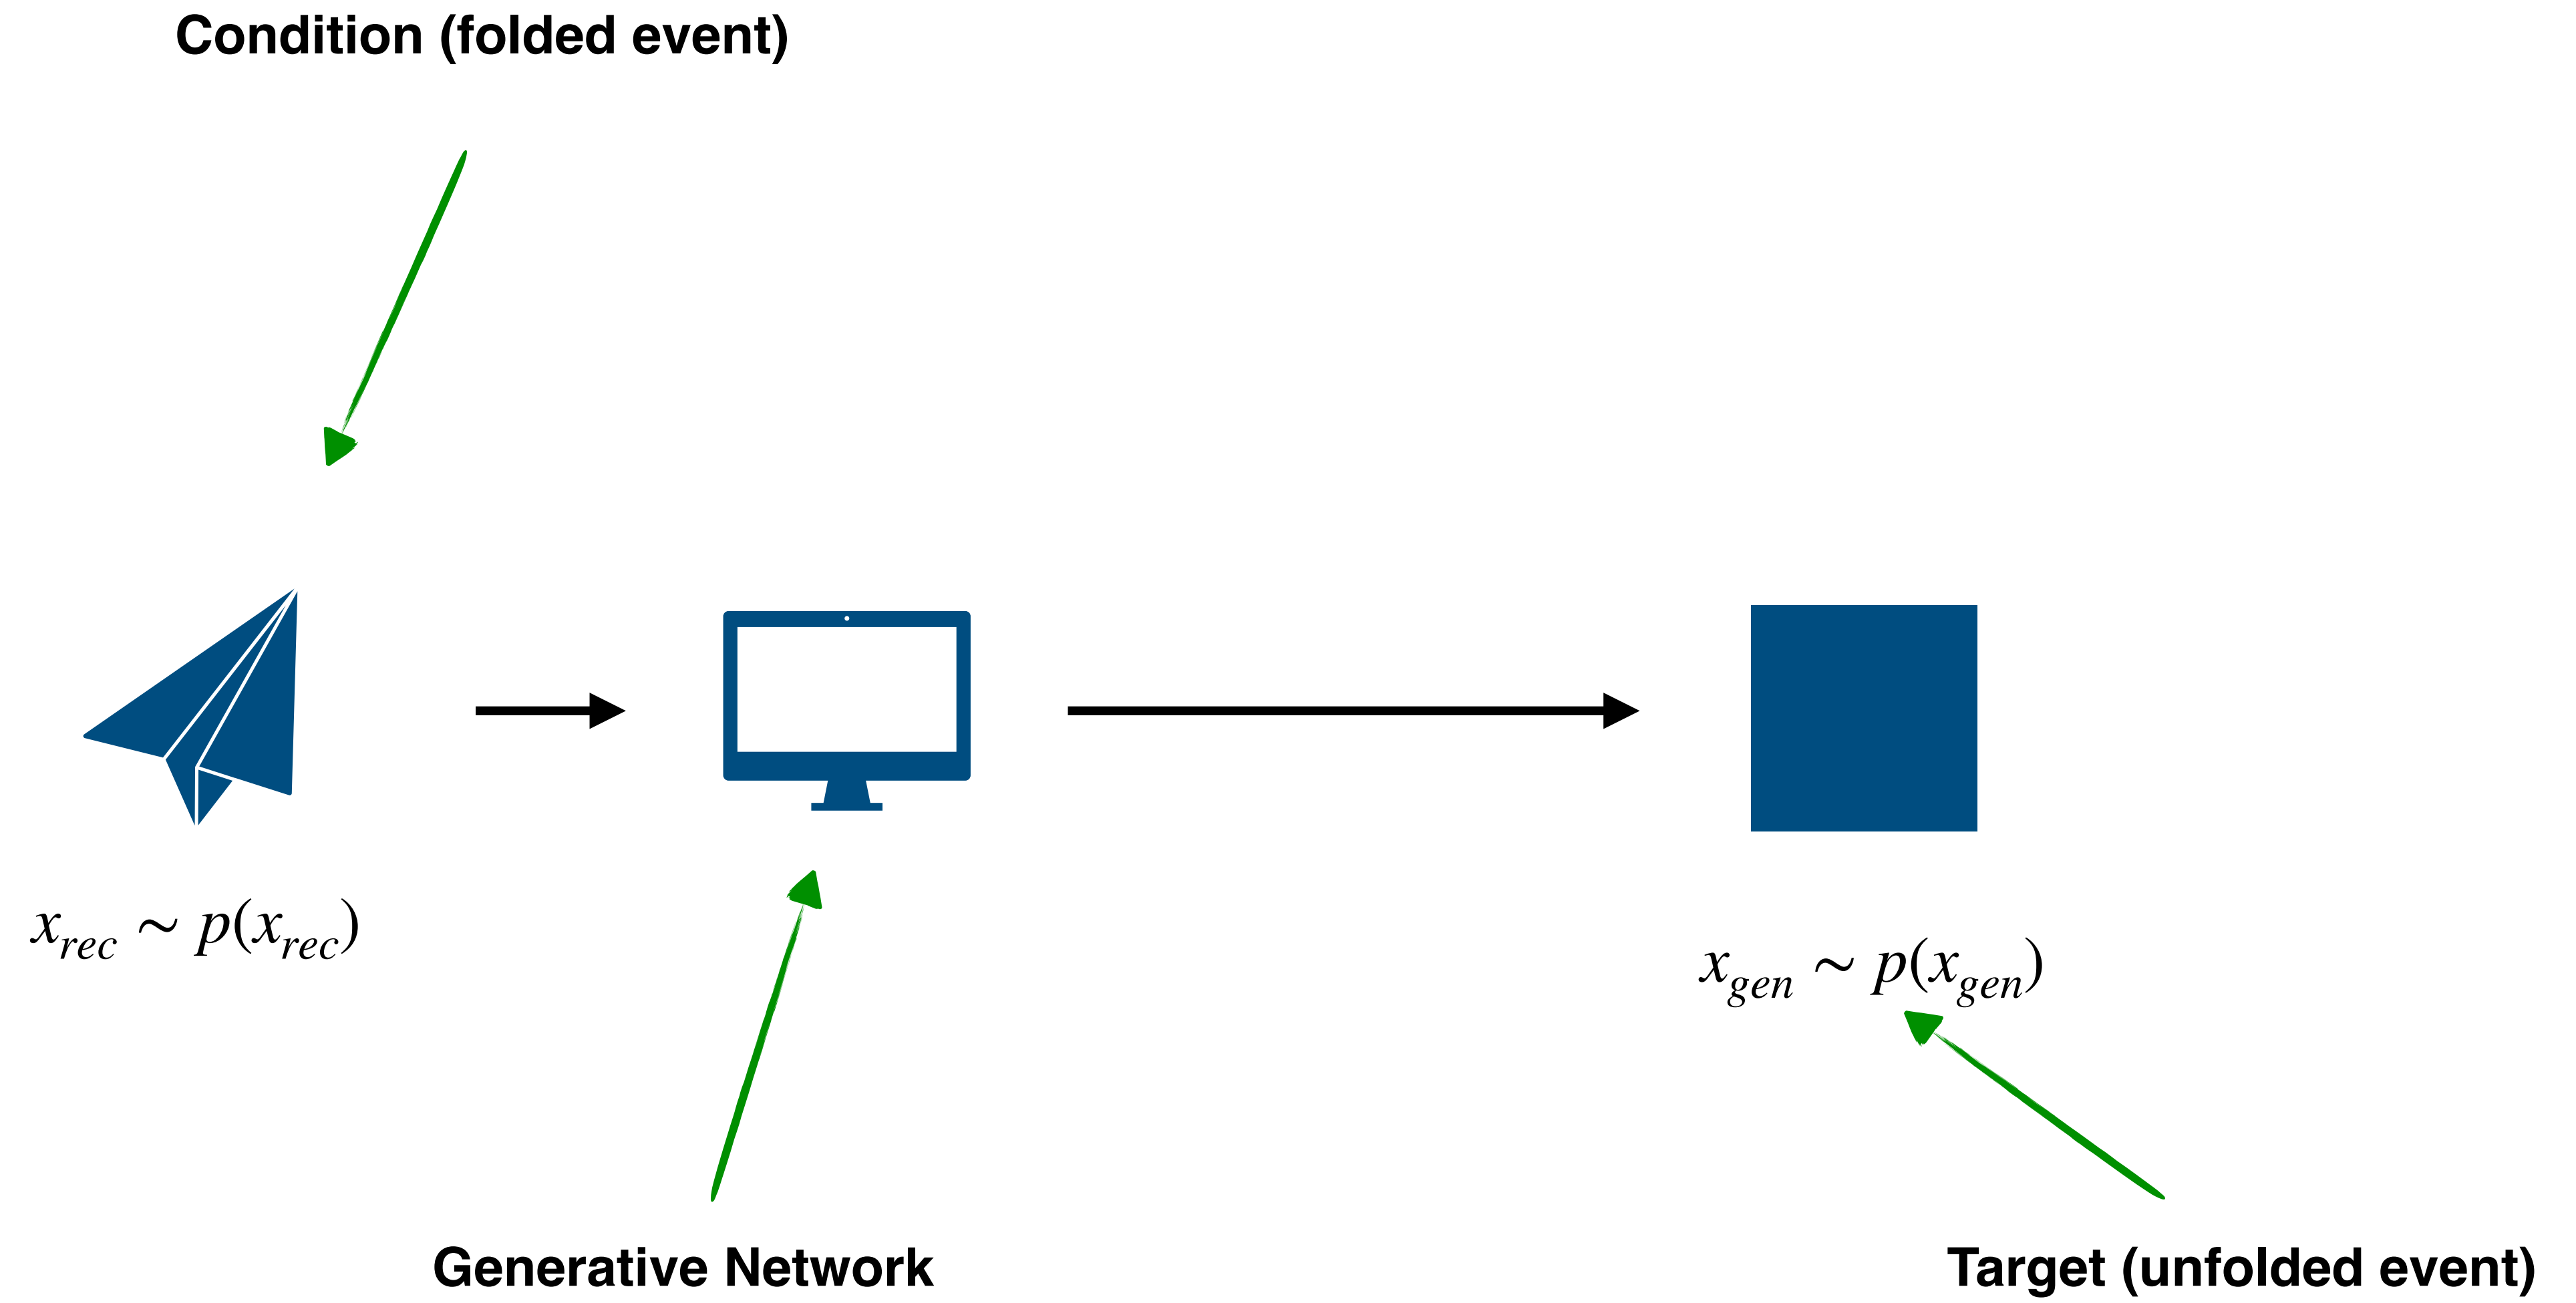 Condition (folded event)
x_rec ~ p(x_rec)
x_gen ~ p(x_gen)
Generative Network
Target (unfolded event)